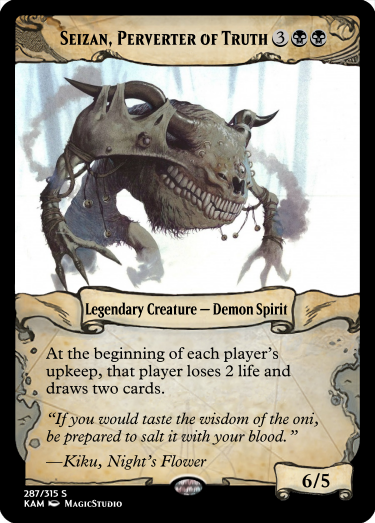 Seizan, Perverter of Truth 3
Legendary Creature — Demon Spirit
At the beginning of each player's
upkeep, that player loses 2 life and
draws two cards.
"If you would taste the wisdom of the oni,
be prepared to salt it with your blood."
—Kiku, Night's Flower
6/5
287/315 S
KAM MagicStudio